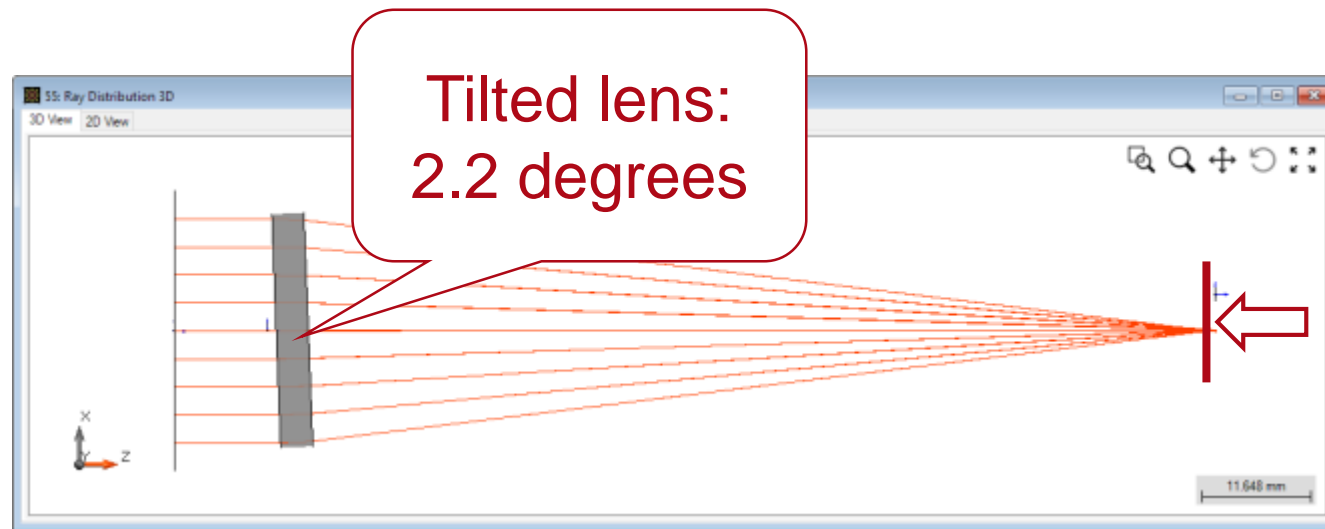 Tilted lens:
2.2 degrees
55: Ray Distribution 3D
3D View 2D View
X
Y
Z
11.648 mm